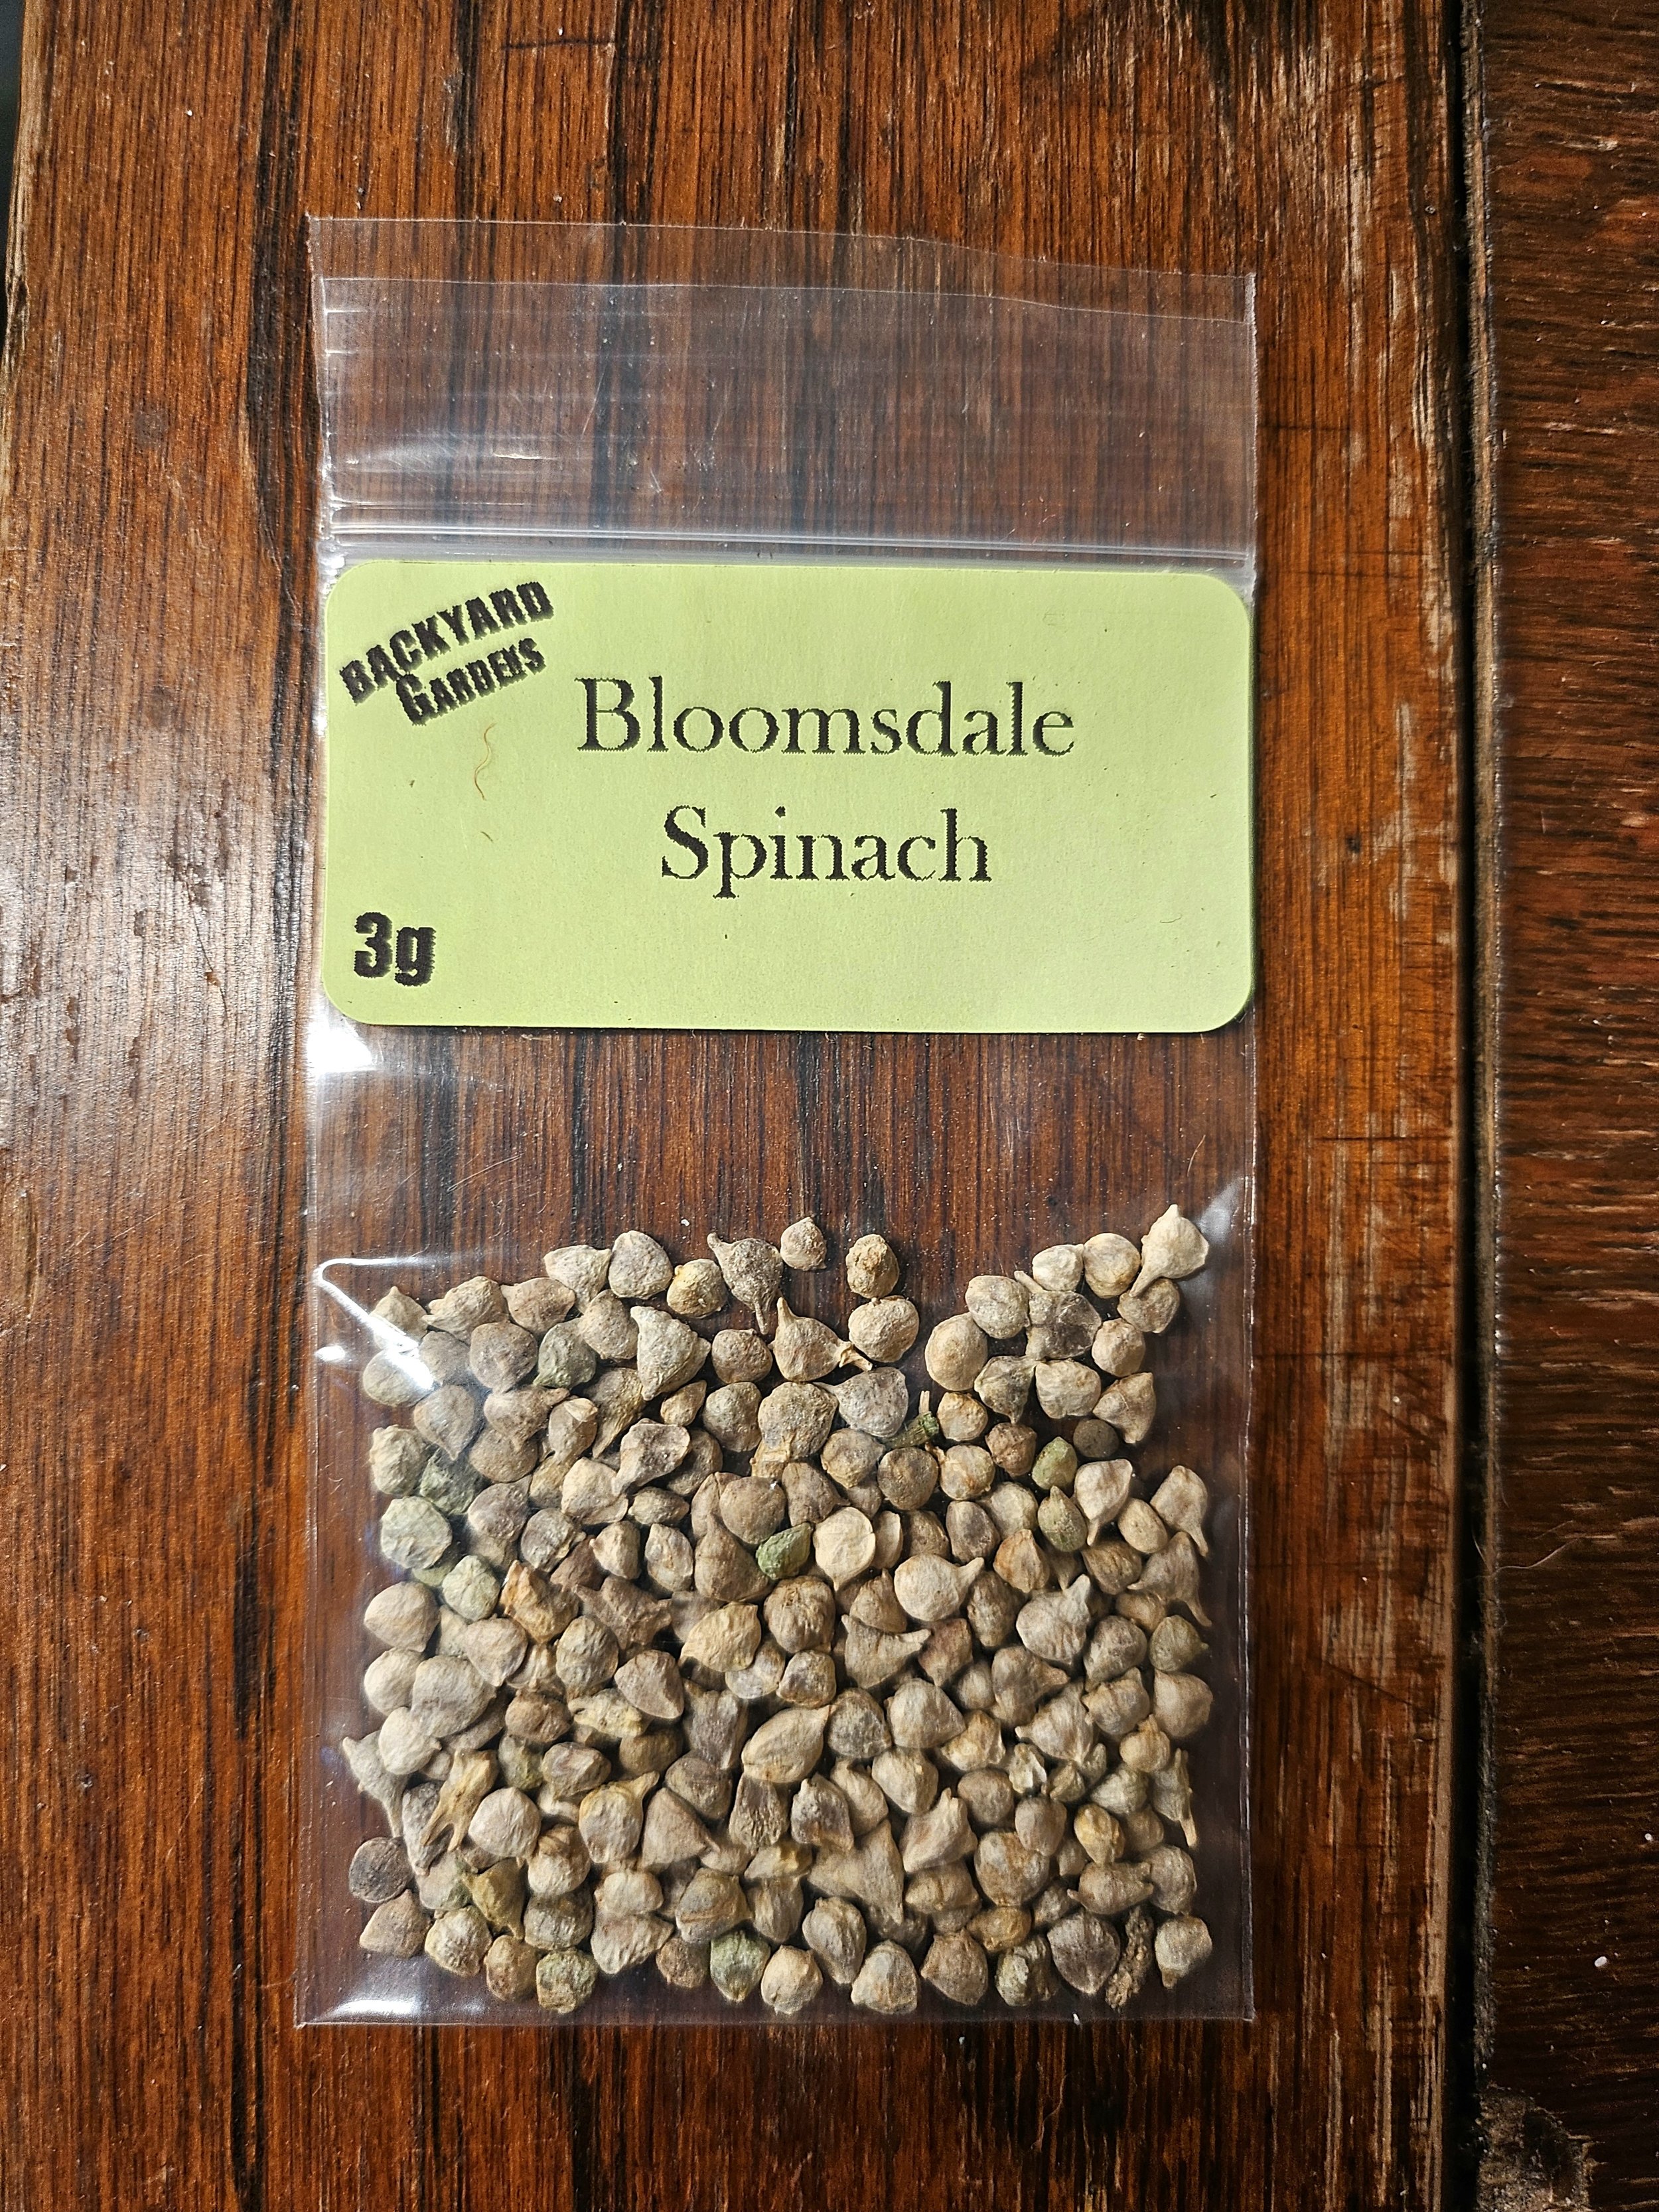 BACKYARD
GARDENS
Bloomsdale
Spinach
3g